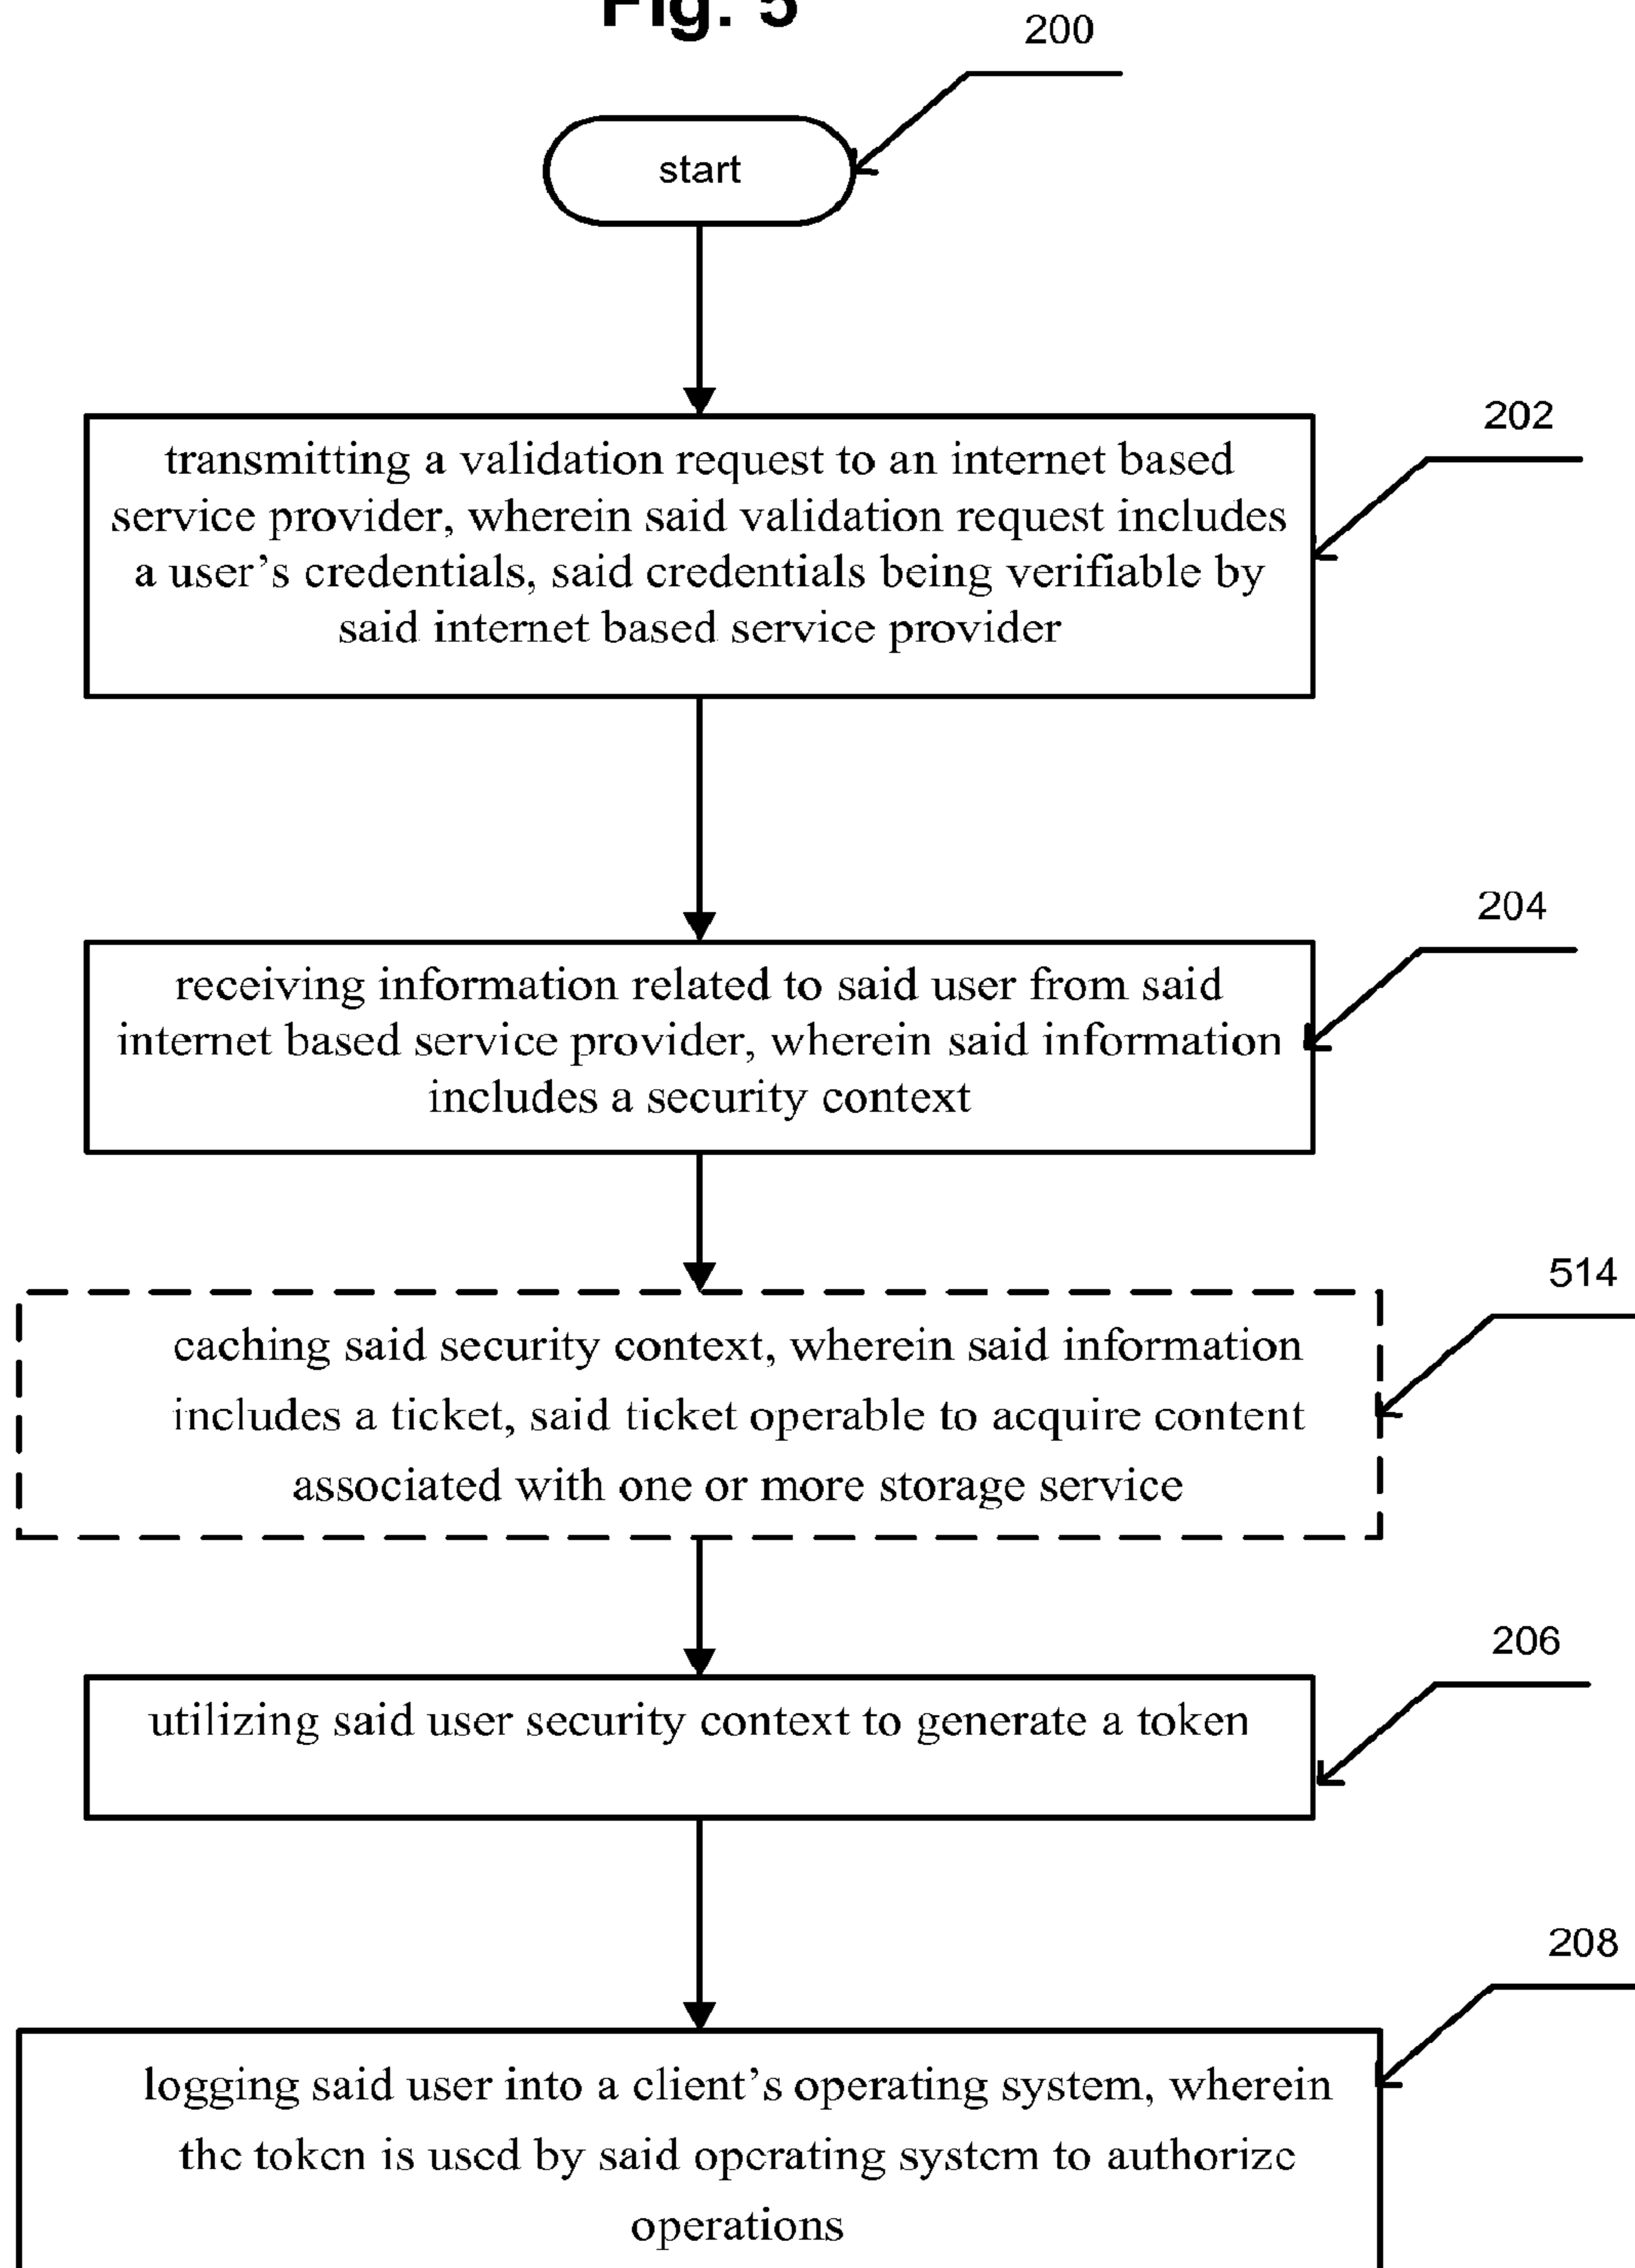 Fig. 5
200
start
202
transmitting a validation request to an internet based
service provider, wherein said validation request includes
a user's credentials, said credentials being verifiable by
said internet based service provider
204
receiving information related to said user from said
internet based service provider, wherein said information
includes a security context
514
caching said security context, wherein said information
includes a ticket, said ticket operable to acquire content
associated with one or more storage service
206
utilizing said user security context to generate a token
208
logging said user into a client's operating system, wherein
the token is used by said operating system to authorize
operations